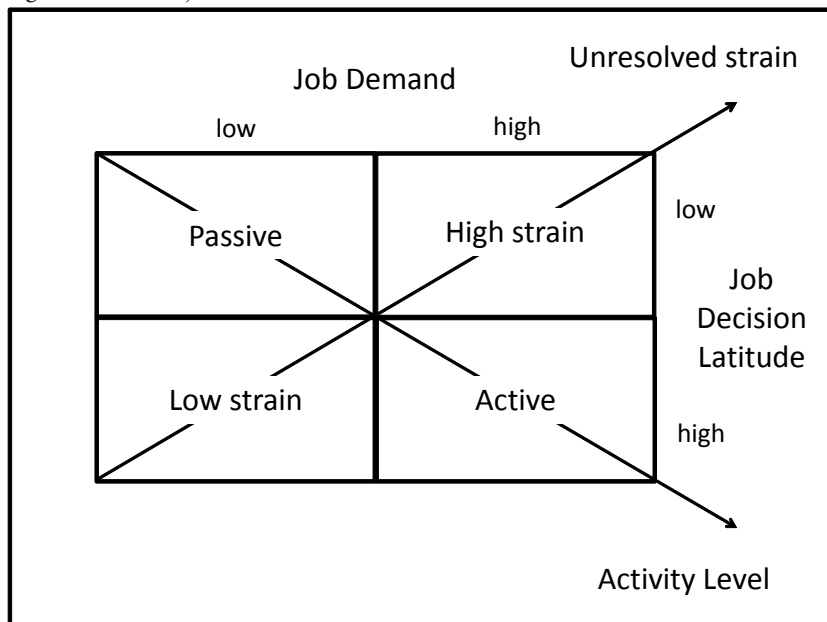 Unresolved strain
Job Demand
low
high
Passive
High strain
low
Job
Decision
Latitude
Low strain
Active
high
Activity Level